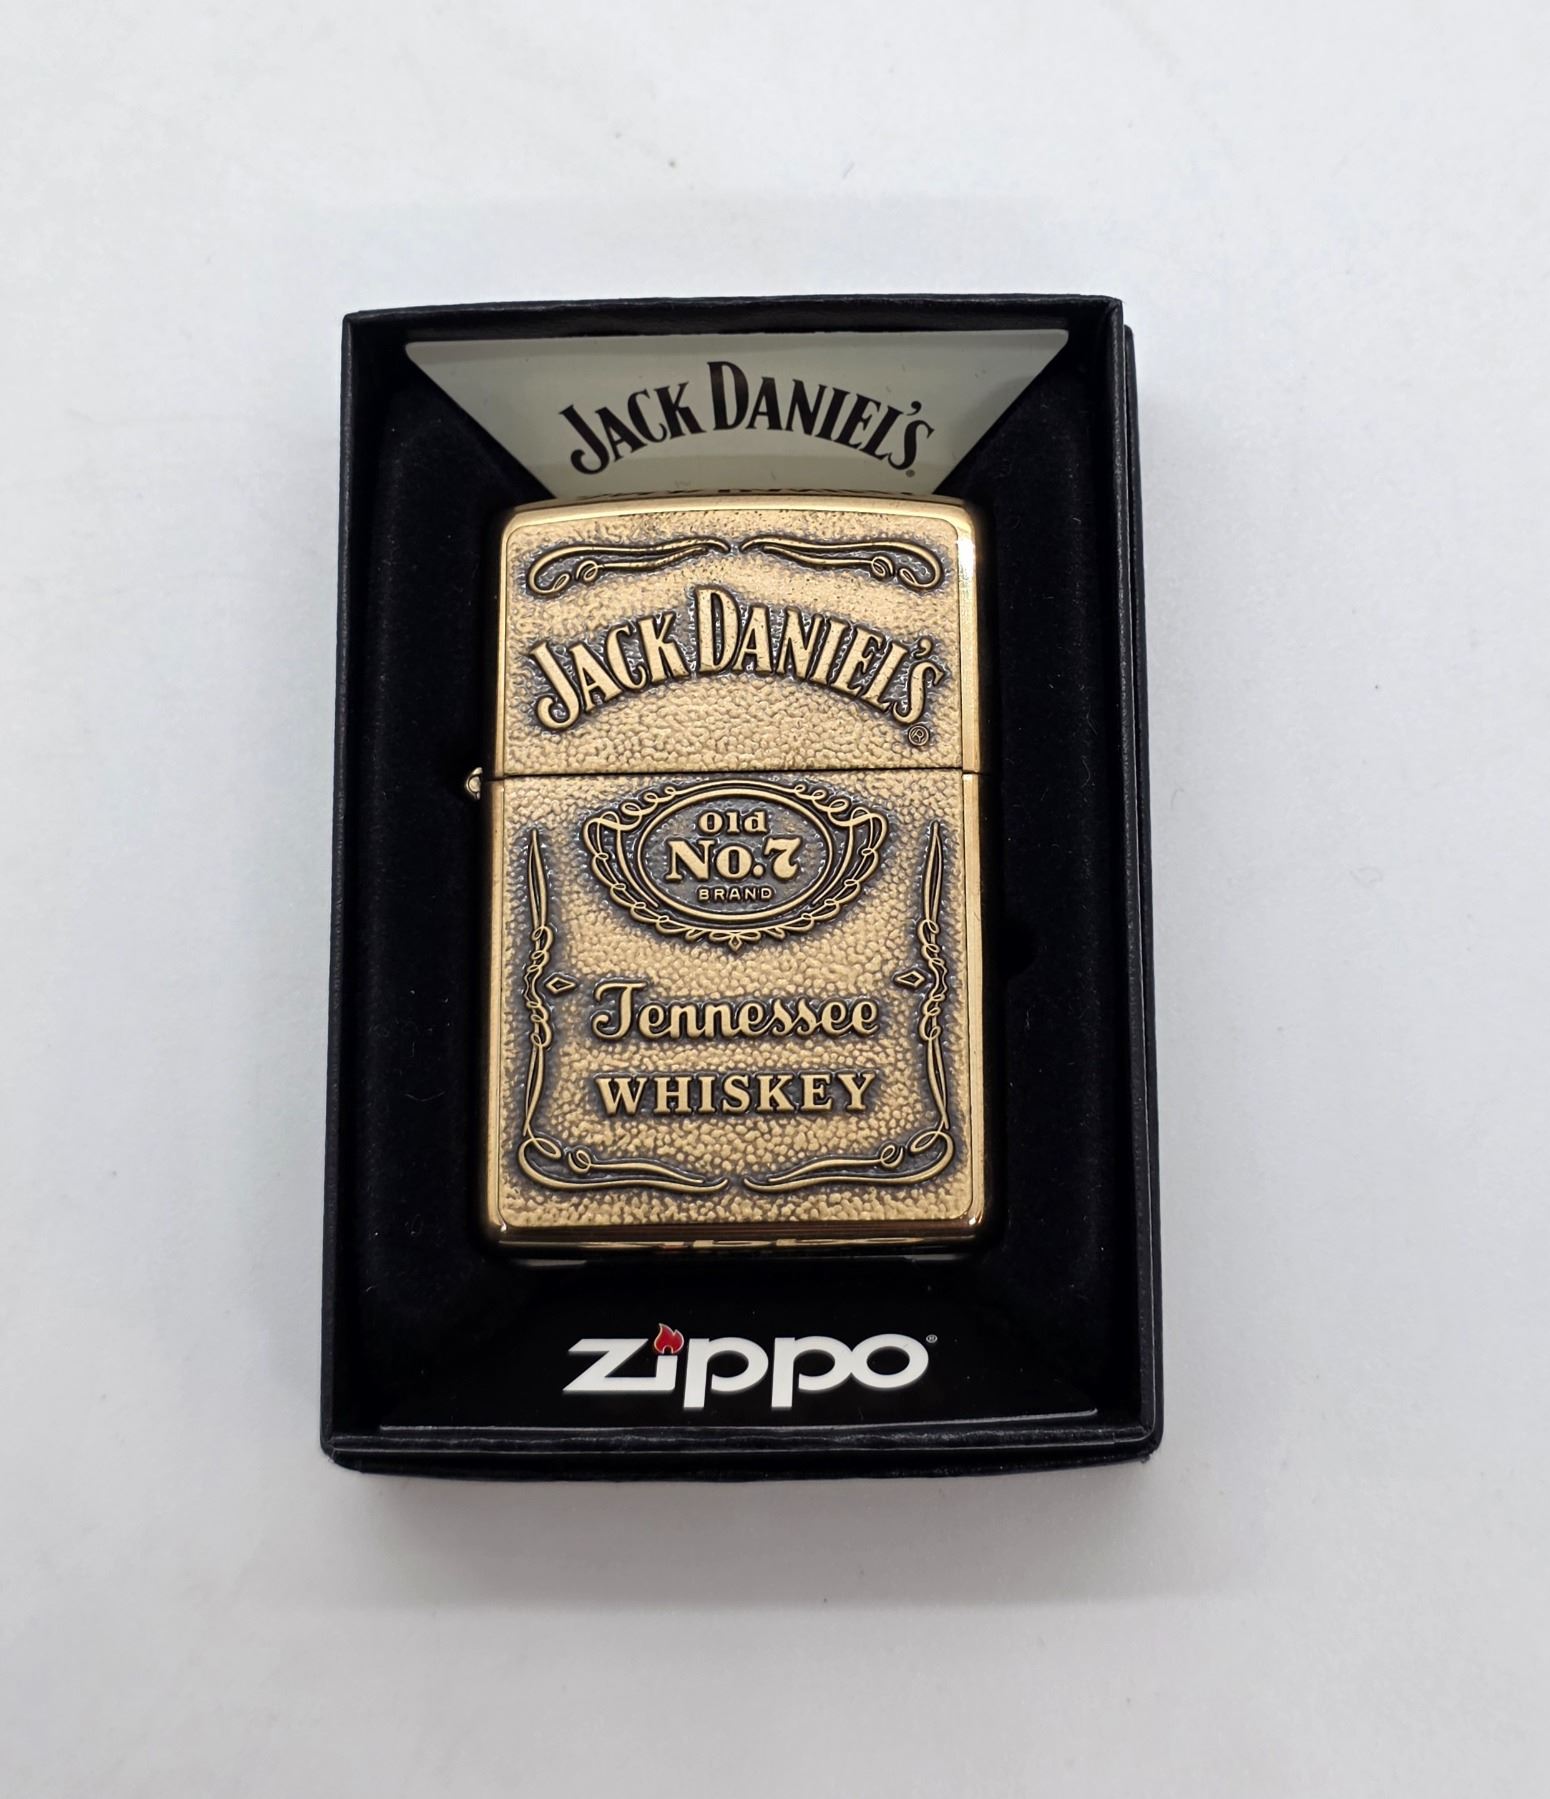 JACK DANIEL'S®
JACK DANIEL'S
®
Old
No.7
BRAND
Tennessee
WHISKEY
zippo®